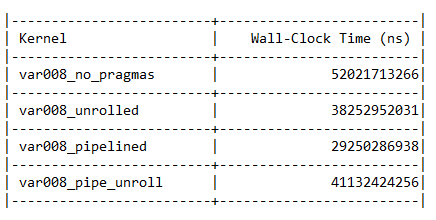 |-------------------------+-------------------------|
| Kernel | Wall-Clock Time (ns) |
|-------------------------+-------------------------|
| var008_no_pragmas | 52021713266|
|-------------------------+-------------------------|
| var008_unrolled | 38252952031|
|-------------------------+-------------------------|
| var008_pipelined | 29250286938|
|-------------------------+-------------------------|
| var008_pipe_unroll | 41132424256|
|-------------------------+-------------------------|